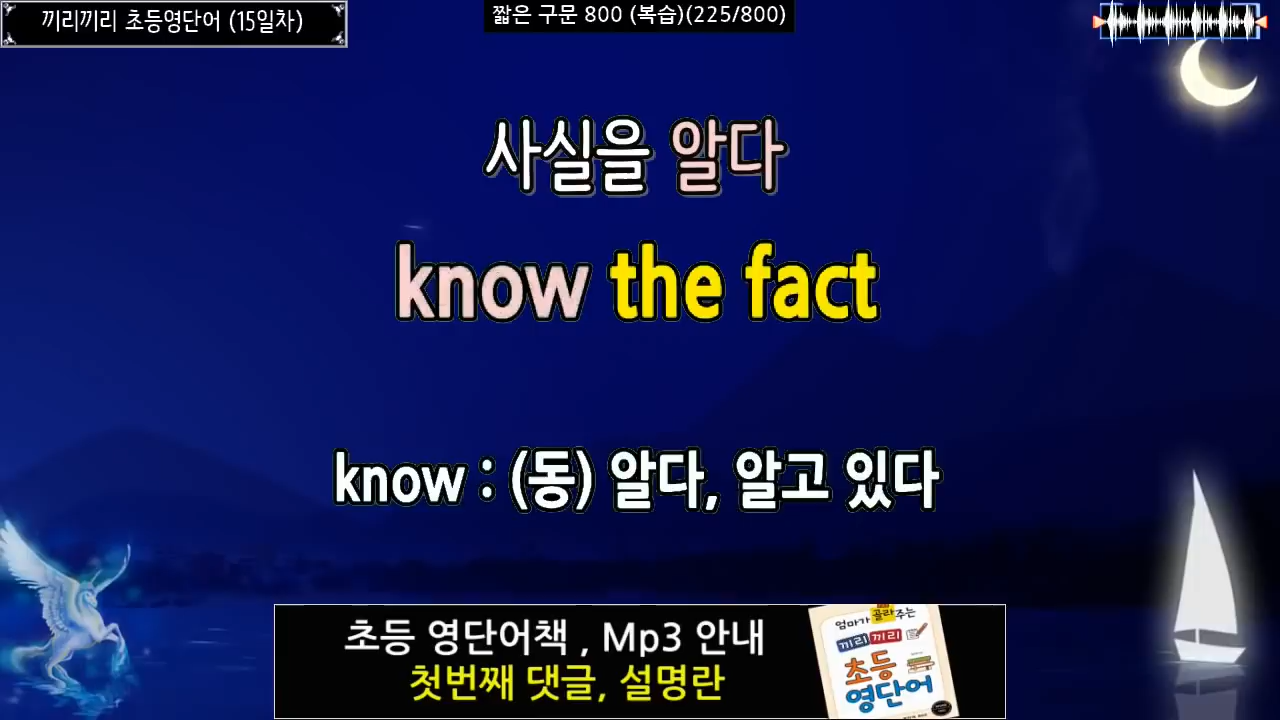 끼리끼리 초등영단어 (15일차)
짧은 구문 800 (복습)(225/800)
사실을 알다
know the fact
know : (동) 알다, 알고 있다
초등 영단어책 , Mp3 안내
첫번째 댓글, 설명란
엄마가 골라주는
끼리끼리
초등
영단어